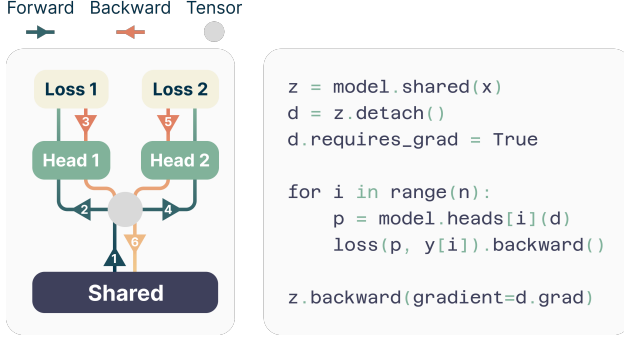 Forward Backward Tensor
Loss 1 Loss 2
3 5
Head 1 Head 2
2 4
6
1
Shared
z = model.shared(x)
d = z.detach()
d.requires_grad = True
for i in range(n):
p = model.heads[i](d)
loss(p, y[i]).backward()
z.backward(gradient=d.grad)